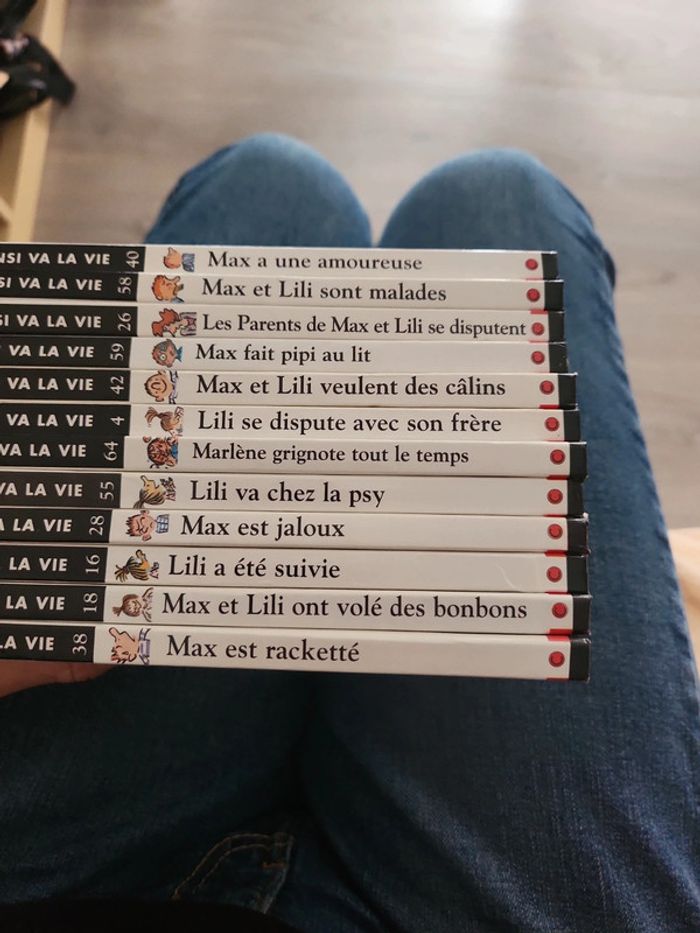 NSI VA LA VIE 40 Max a une amoureuse
SI VA LA VIE 58 Max et Lili sont malades
SI VA LA VIE 26 Les Parents de Max et Lili se disputent
VA LA VIE 59 Max fait pipi au lit
VA LA VIE 42 Max et Lili veulent des câlins
VA LA VIE 4 Lili se dispute avec son frère
VA LA VIE 64 Marlène grignote tout le temps
VA LA VIE 55 Lili va chez la psy
A LA VIE 28 Max est jaloux
LA VIE 16 Lili a été suivie
LA VIE 18 Max et Lili ont volé des bonbons
LA VIE 38 Max est racketté